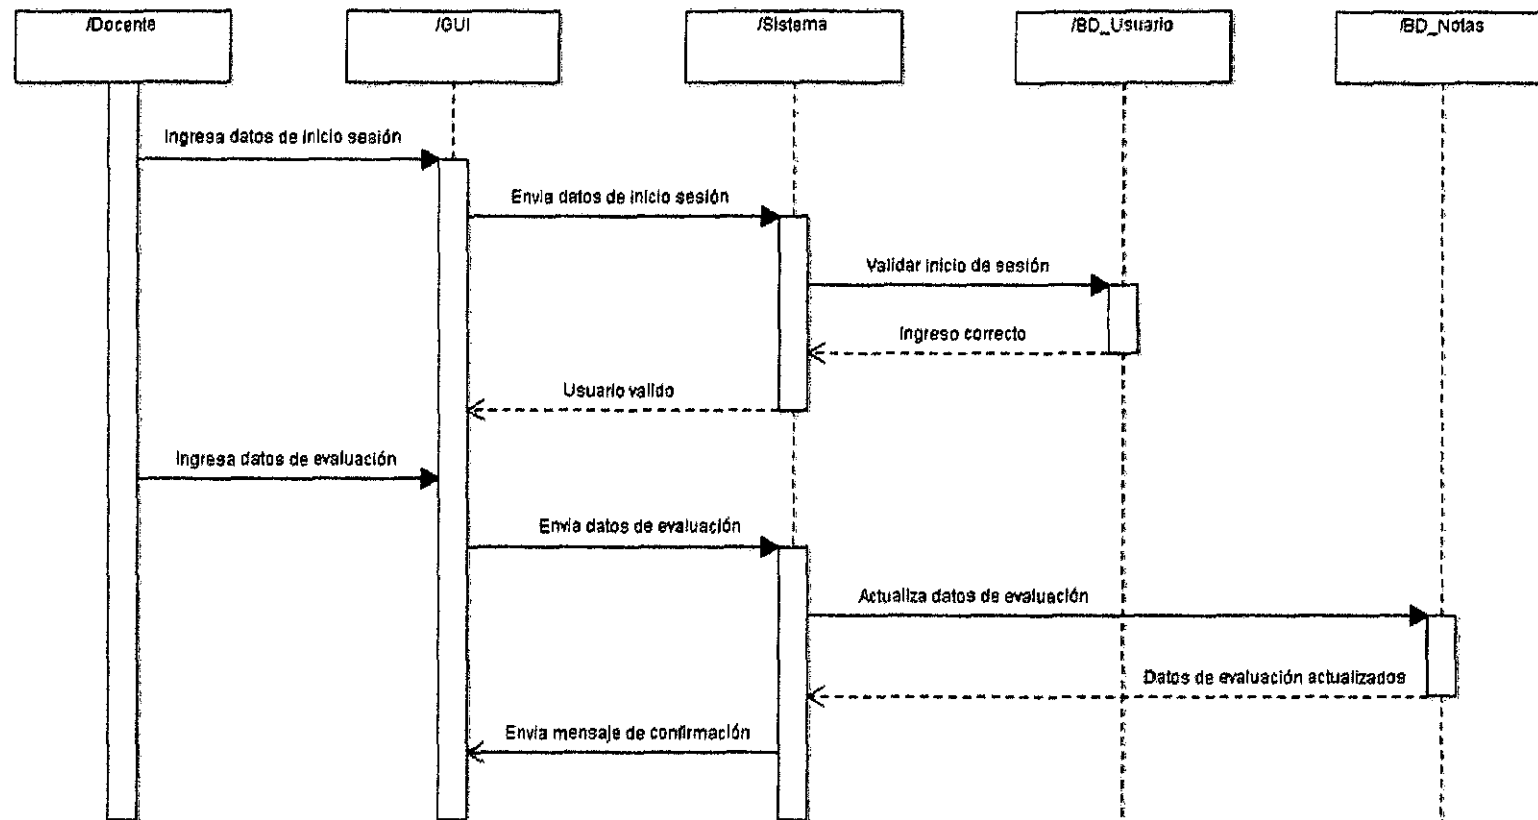 /Docente
/GUI
/Sistema
/BD_Usuario
/BD_Notas
Ingresa datos de inicio sesión
Envia datos de inicio sesión
Validar inicio de sesión
Ingreso correcto
Usuario valido
Ingresa datos de evaluación
Envia datos de evaluación
Actualiza datos de evaluación
Datos de evaluación actualizados
Envia mensaje de confirmación